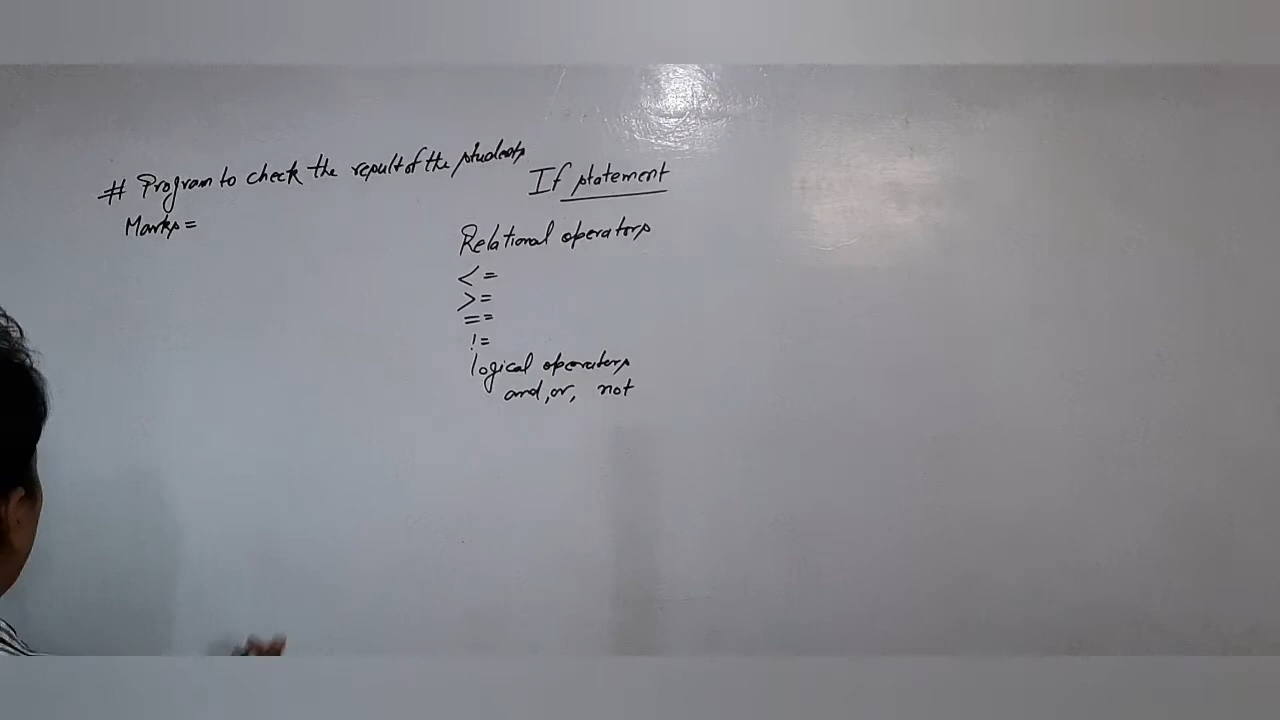 # Program to check the result of the students
If statement
Marks =
Relational operators
<=
>=
==
!=
logical operators
and, or, not